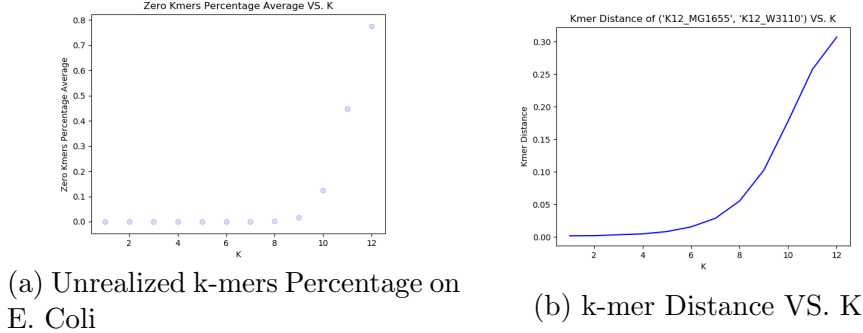 Zero Kmers Percentage Average VS. K
Zero Kmers Percentage Average
0.8
0.7
0.6
0.5
0.4
0.3
0.2
0.1
0.0
2 4 6 8 10 12
K
(a) Unrealized k-mers Percentage on
E. Coli
Kmer Distance of ('K12_MG1655', 'K12_W3110') VS. K
Kmer Distance
0.30
0.25
0.20
0.15
0.10
0.05
0.00
2 4 6 8 10 12
K
(b) k-mer Distance VS. K